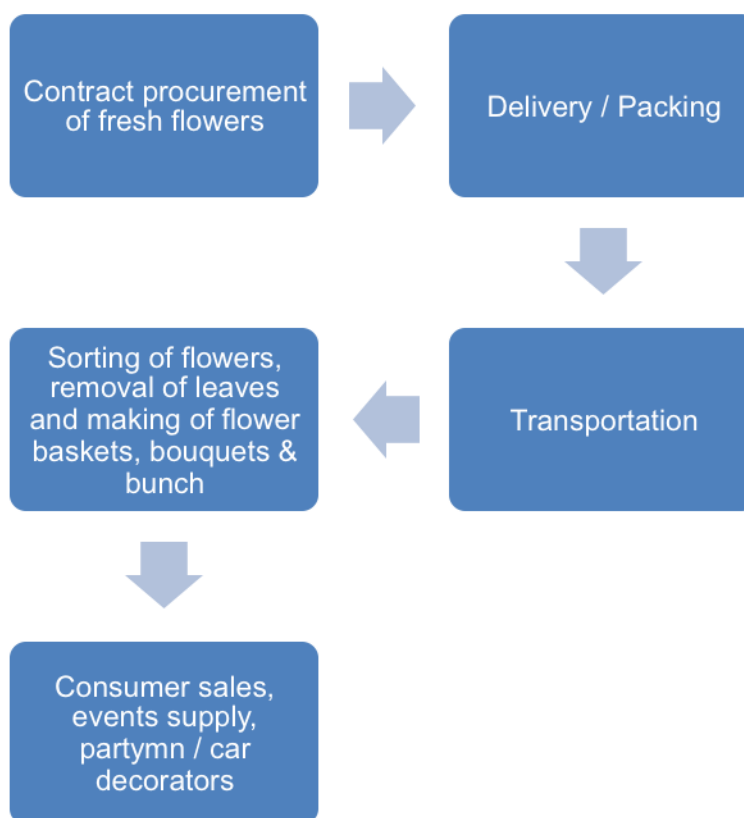 Contract procurement
of fresh flowers
Delivery / Packing
Transportation
Sorting of flowers,
removal of leaves
and making of flower
baskets, bouquets &
bunch
Consumer sales,
events supply,
partymn / car
decorators